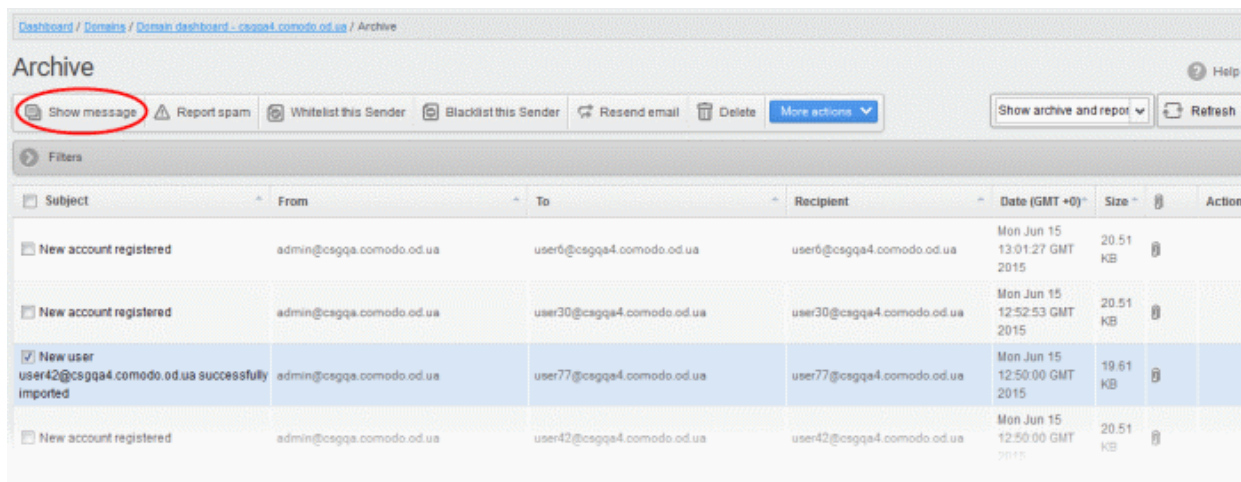 Dashboard / Domains / Domain dashboard - csgqa4.comodo.od.ua / Archive
Archive
Help
Show message
Report spam
Whitelist this Sender
Blacklist this Sender
Resend email
Delete
More actions
Show archive and repor
Refresh
Filters
Subject
From
To
Recipient
Date (GMT +0)
Size
Action
New account registered
admin@csgqa.comodo.od.ua
user6@csgqa4.comodo.od.ua
user6@csgqa4.comodo.od.ua
Mon Jun 15
13:01:27 GMT
2015
20.51
KB
New account registered
admin@csgqa.comodo.od.ua
user30@csgqa4.comodo.od.ua
user30@csgqa4.comodo.od.ua
Mon Jun 15
12:52:53 GMT
2015
20.51
KB
New user
user42@csgqa4.comodo.od.ua successfully
imported
admin@csgqa.comodo.od.ua
user77@csgqa4.comodo.od.ua
user77@csgqa4.comodo.od.ua
Mon Jun 15
12:50:00 GMT
2015
19.61
KB
New account registered
admin@csgqa.comodo.od.ua
user42@csgqa4.comodo.od.ua
user42@csgqa4.comodo.od.ua
Mon Jun 15
12:50:00 GMT
2015
20.51
KB